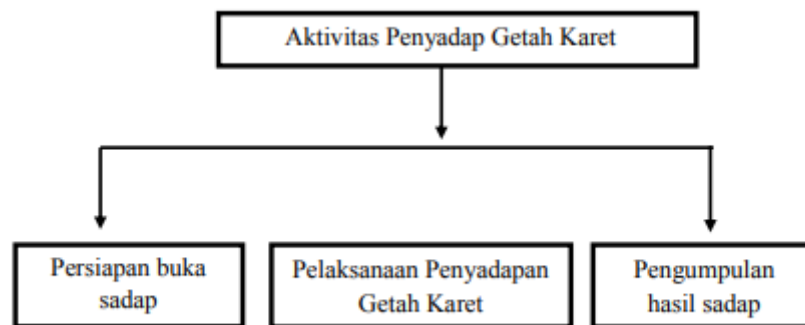 Aktivitas Penyadap Getah Karet
Persiapan buka
sadap
Pelaksanaan Penyadapan
Getah Karet
Pengumpulan
hasil sadap